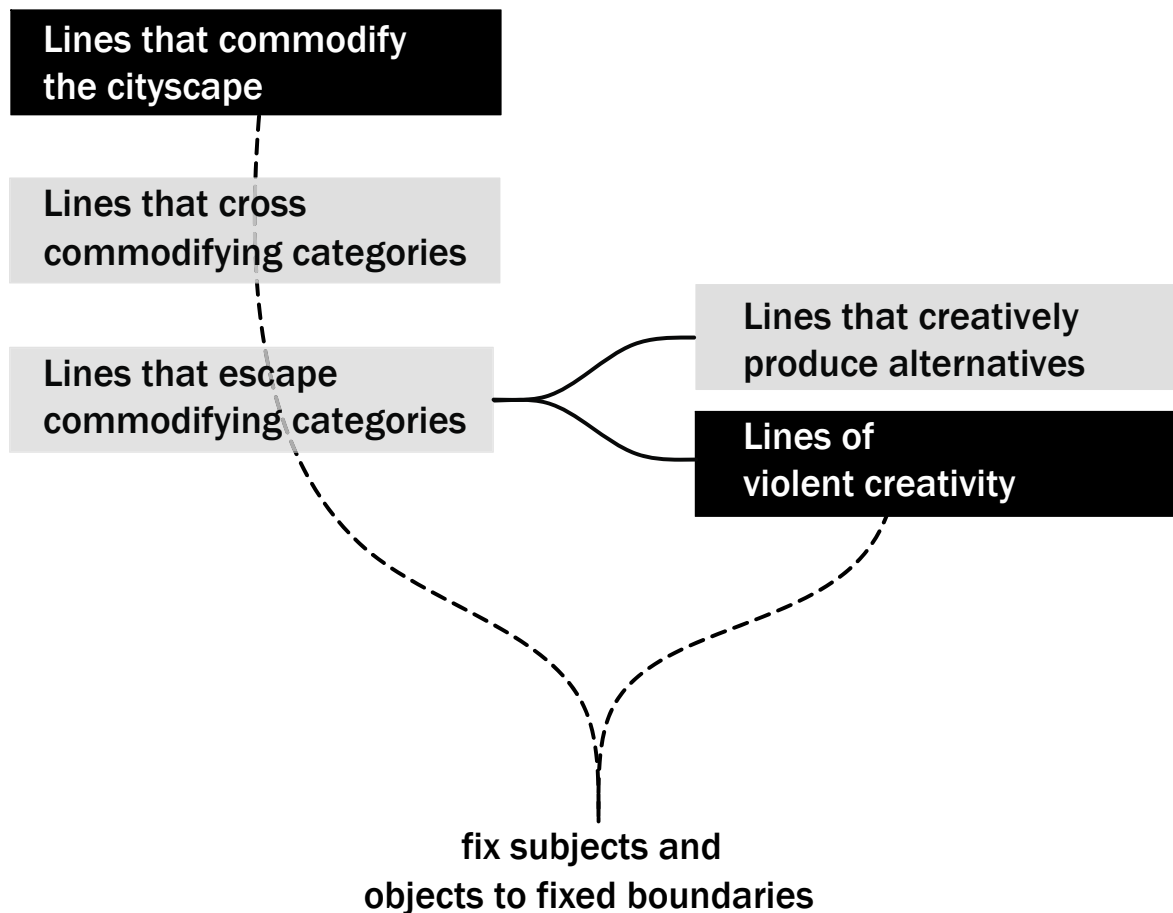 Lines that commodify
the cityscape
Lines that cross
commodifying categories
Lines that escape
commodifying categories
Lines that creatively
produce alternatives
Lines of
violent creativity
fix subjects and
objects to fixed boundaries